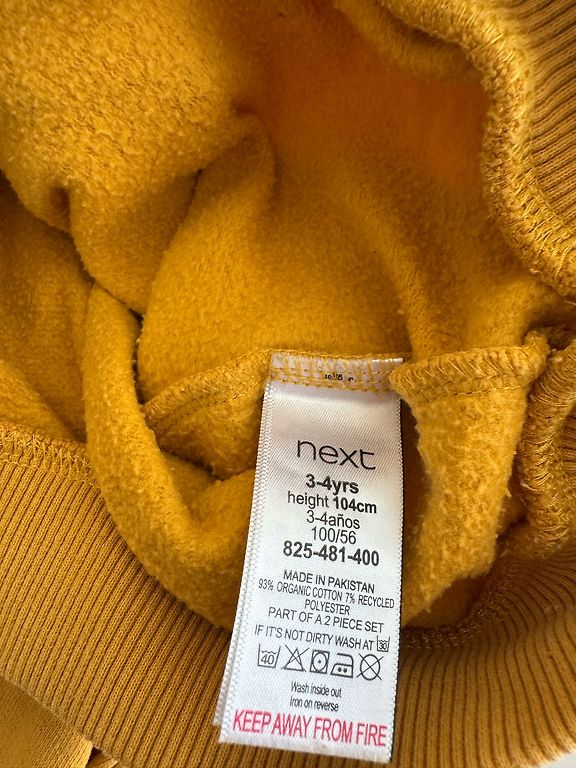 next
3-4yrs
height 104cm
3-4años
100/56
825-481-400
MADE IN PAKISTAN
93% ORGANIC COTTON 7% RECYCLED
POLYESTER
PART OF A 2 PIECE SET
IF IT'S NOT DIRTY WASH AT 30
40
Wash inside out
Iron on reverse
KEEP AWAY FROM FIRE